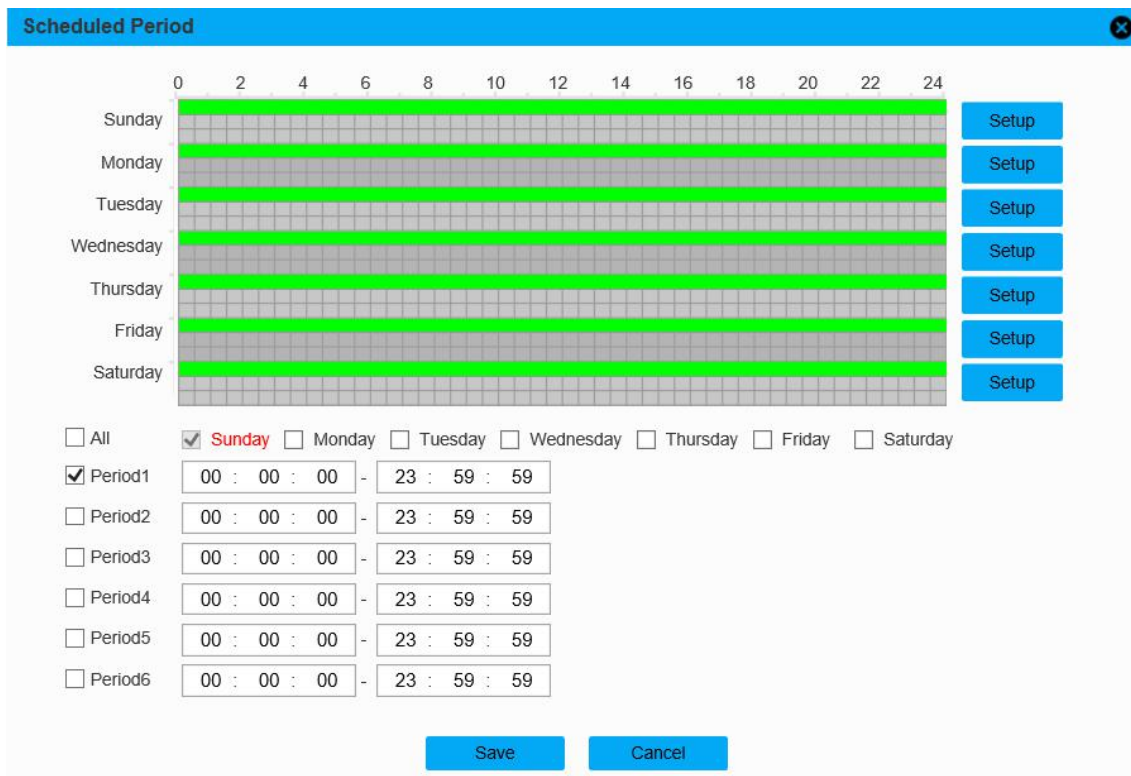 Scheduled Period
0 2 4 6 8 10 12 14 16 18 20 22 24
Sunday Setup
Monday Setup
Tuesday Setup
Wednesday Setup
Thursday Setup
Friday Setup
Saturday Setup
All Sunday Monday Tuesday Wednesday Thursday Friday Saturday
Period1 00 : 00 : 00 - 23 : 59 : 59
Period2 00 : 00 : 00 - 23 : 59 : 59
Period3 00 : 00 : 00 - 23 : 59 : 59
Period4 00 : 00 : 00 - 23 : 59 : 59
Period5 00 : 00 : 00 - 23 : 59 : 59
Period6 00 : 00 : 00 - 23 : 59 : 59
Save Cancel